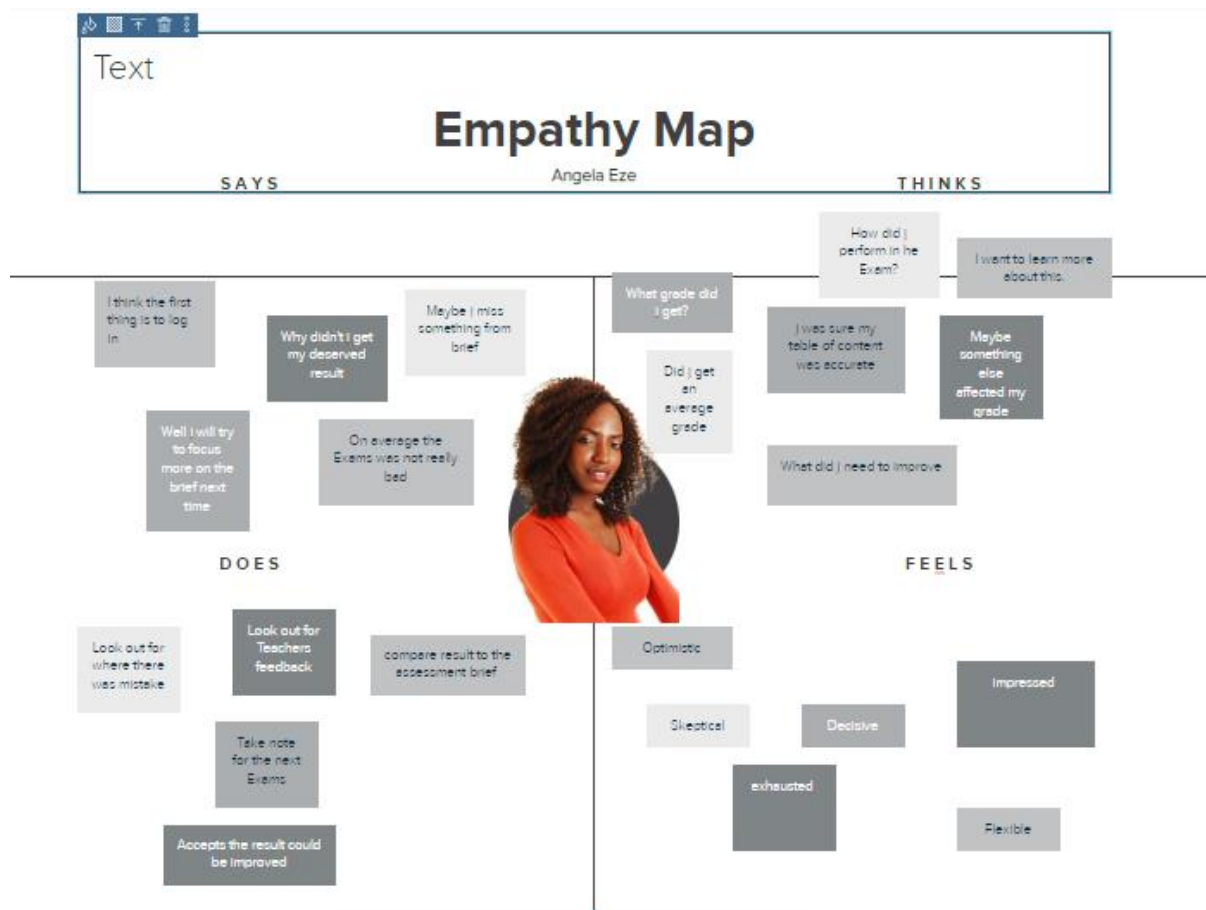 Text
Empathy Map
Angela Eze
SAYS
THINKS
I think the first
thing is to log
in
Why didn't i get
my deserved
result
Maybe j miss
something from
brief
Well i will try
to focus
more on the
brief next
time
On average the
Exams was not really
bad
How did j
perform in he
Exam?
I want to learn more
about this.
What grade did
i get?
j was sure my
table of content
was accurate
Maybe
something
else
affected my
grade
Did j get
an
average
grade
What did j need to improve
DOES
FEELS
Look out for
where there
was mistake
Look out for
Teachers
feedback
compare result to the
assessment brief
Take note
for the next
Exams
Accepts the result could
be improved
Optimistic
impressed
Skeptical
Decisive
exhausted
Flexible